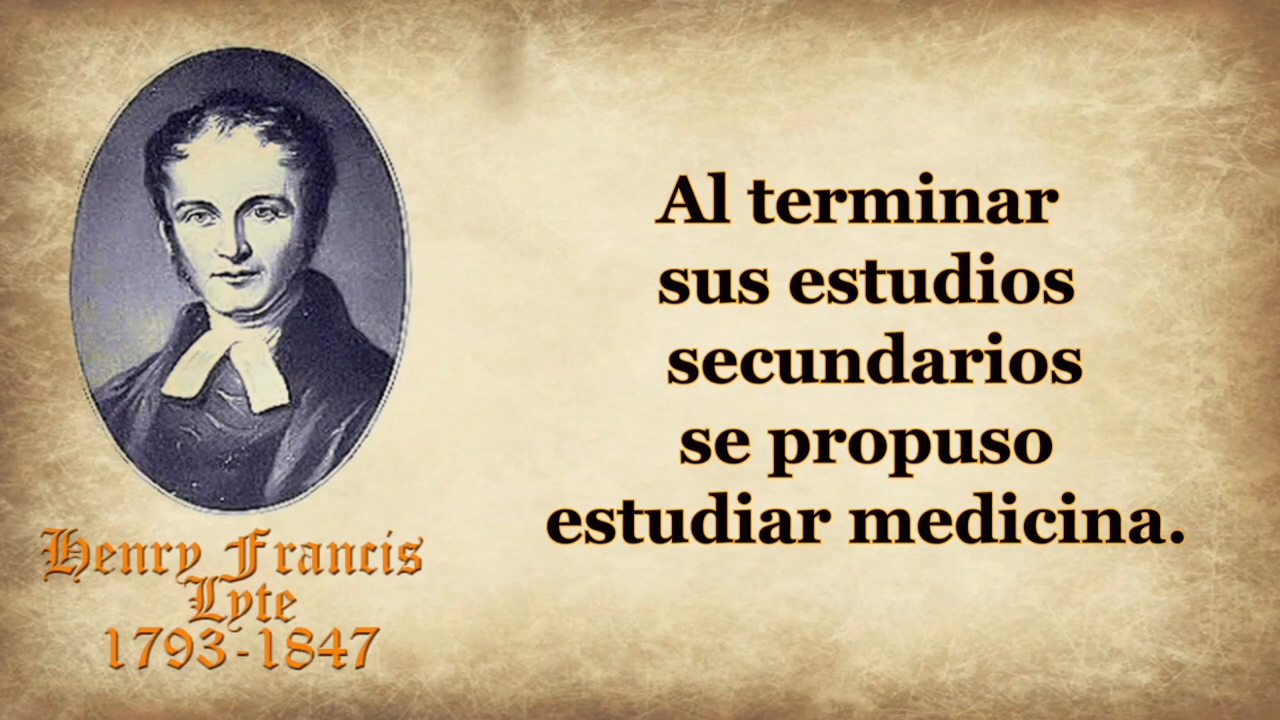 Al terminar
sus estudios
secundarios
se propuso
estudiar medicina.
Henry Francis
Lyte
1793-1847